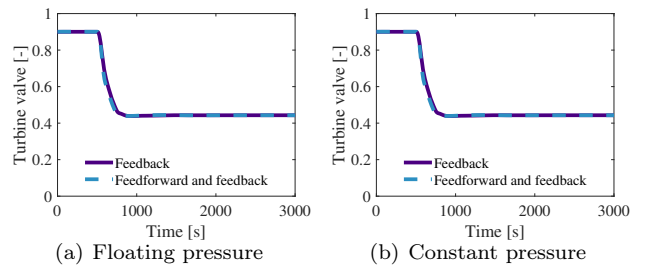 1
0.8
0.6
0.4
0.2
0
Turbine valve [-]
Feedback
Feedforward and feedback
0 1000 2000 3000
Time [s]
(a) Floating pressure
1
0.8
0.6
0.4
0.2
0
Turbine valve [-]
Feedback
Feedforward and feedback
0 1000 2000 3000
Time [s]
(b) Constant pressure